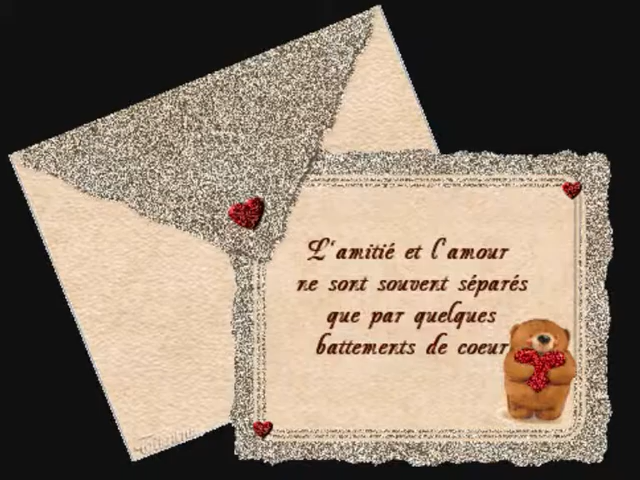 L'amitié et l'amour
ne sont souvent séparés
que par quelques
battements de coeur